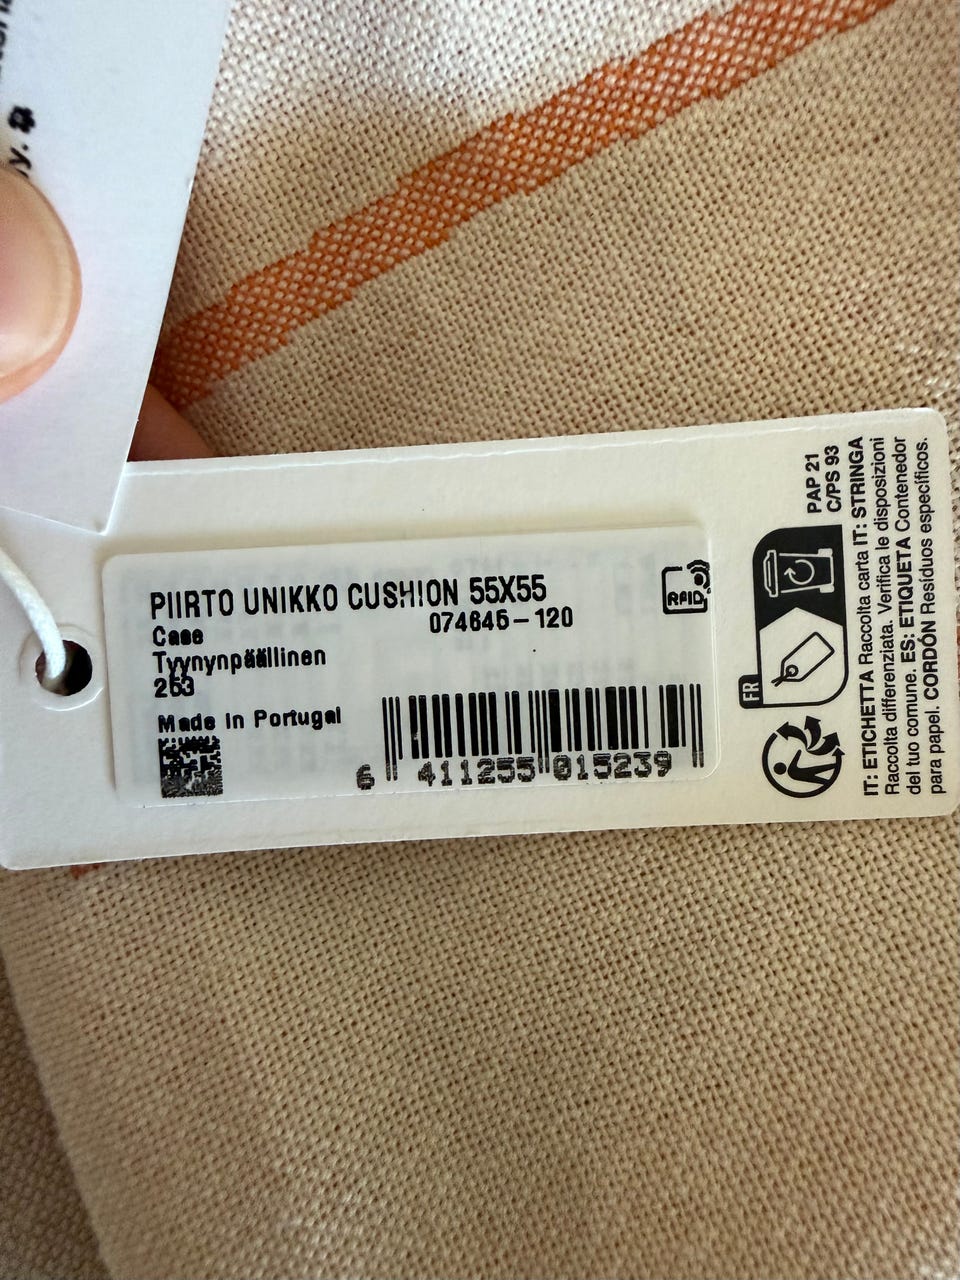 PIIRTO UNIKKO CUSHION 55X55
Case
074645-120
Tyynynpäällinen
253
Made in Portugal
6 411255 015239
RFID
PAP 21
C/PS 93
FR
IT: ETICHETTA Raccolta carta IT: STRINGA
Raccolta differenziata. Verifica le disposizioni
del tuo comune. ES: ETIQUETA Contenedor
para papel. CORDÓN Residuos específicos.